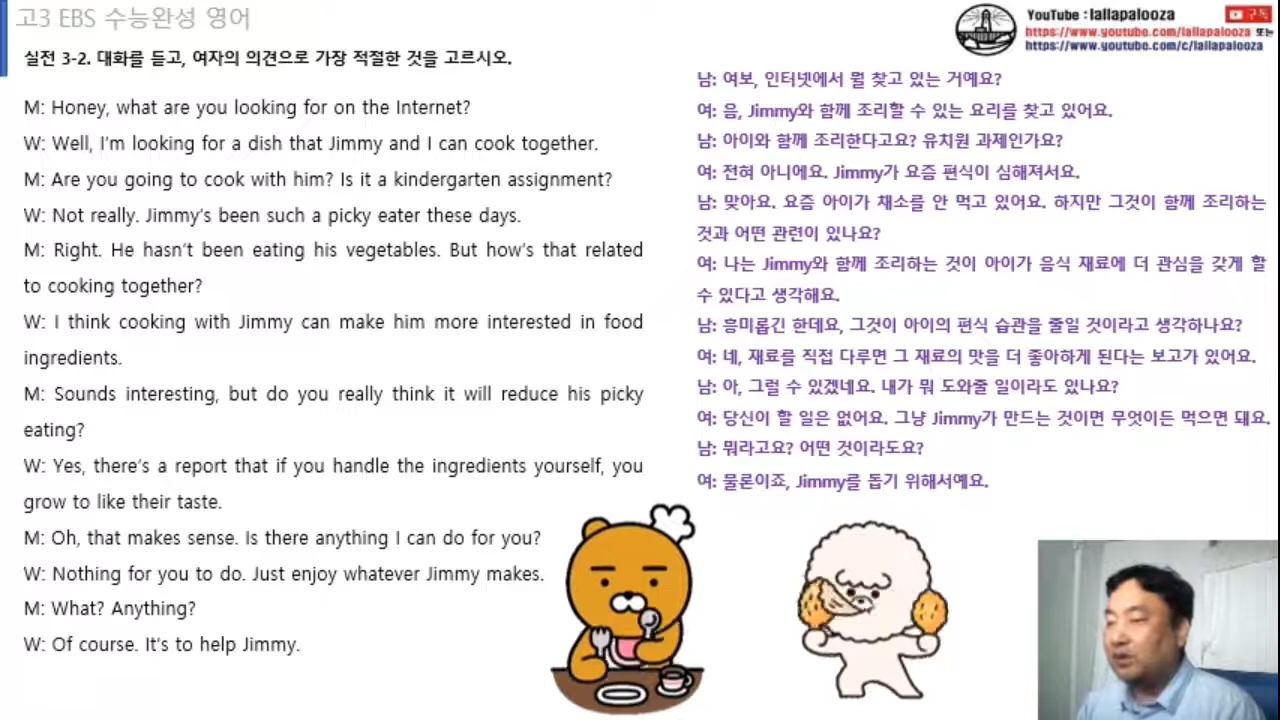 고3 EBS 수능완성 영어
YouTube : lallapalooza
구독
https://www.youtube.com/lallapalooza 또는
https://www.youtube.com/c/lallapalooza
실전 3-2. 대화를 듣고, 여자의 의견으로 가장 적절한 것을 고르시오.
M: Honey, what are you looking for on the Internet?
W: Well, I'm looking for a dish that Jimmy and I can cook together.
M: Are you going to cook with him? Is it a kindergarten assignment?
W: Not really. Jimmy's been such a picky eater these days.
M: Right. He hasn't been eating his vegetables. But how's that related
to cooking together?
W: I think cooking with Jimmy can make him more interested in food
ingredients.
M: Sounds interesting, but do you really think it will reduce his picky
eating?
W: Yes, there's a report that if you handle the ingredients yourself, you
grow to like their taste.
M: Oh, that makes sense. Is there anything I can do for you?
W: Nothing for you to do. Just enjoy whatever Jimmy makes.
M: What? Anything?
W: Of course. It's to help Jimmy.
남: 여보, 인터넷에서 뭘 찾고 있는 거예요?
여: 음, Jimmy와 함께 조리할 수 있는 요리를 찾고 있어요.
남: 아이와 함께 조리한다고요? 유치원 과제인가요?
여: 전혀 아니에요. Jimmy가 요즘 편식이 심해져서요.
남: 맞아요. 요즘 아이가 채소를 안 먹고 있어요. 하지만 그것이 함께 조리하는
것과 어떤 관련이 있나요?
여: 나는 Jimmy와 함께 조리하는 것이 아이가 음식 재료에 더 관심을 갖게 할
수 있다고 생각해요.
남: 흥미롭긴 한데요, 그것이 아이의 편식 습관을 줄일 것이라고 생각하나요?
여: 네, 재료를 직접 다루면 그 재료의 맛을 더 좋아하게 된다는 보고가 있어요.
남: 아, 그럴 수 있겠네요. 내가 뭐 도와줄 일이라도 있나요?
여: 당신이 할 일은 없어요. 그냥 Jimmy가 만드는 것이면 무엇이든 먹으면 돼요.
남: 뭐라고요? 어떤 것이라도요?
여: 물론이죠, Jimmy를 돕기 위해서예요.